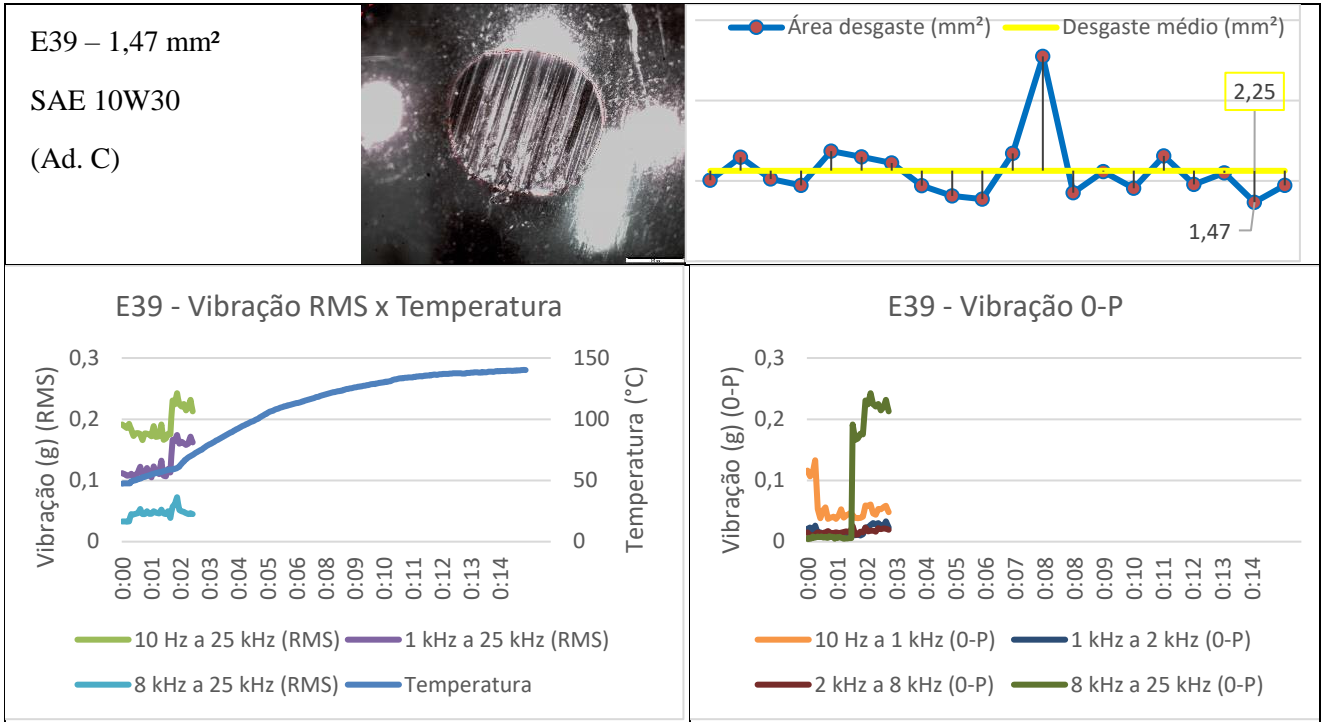 E39 – 1,47 mm²
SAE 10W30
(Ad. C)
Área desgaste (mm²) Desgaste médio (mm²)
2,25
1,47
E39 - Vibração RMS x Temperatura
Vibração (g) (RMS)
0,3
0,2
0,1
0
150
100
50
0
Temperatura (°C)
0:00 0:01 0:02 0:03 0:04 0:05 0:06 0:07 0:08 0:09 0:10 0:11 0:12 0:13 0:14
10 Hz a 25 kHz (RMS) 1 kHz a 25 kHz (RMS)
8 kHz a 25 kHz (RMS) Temperatura
E39 - Vibração 0-P
Vibração (g) (0-P)
0,3
0,2
0,1
0
0:00 0:01 0:02 0:03 0:04 0:05 0:06 0:07 0:08 0:09 0:10 0:11 0:12 0:13 0:14
10 Hz a 1 kHz (0-P) 1 kHz a 2 kHz (0-P)
2 kHz a 8 kHz (0-P) 8 kHz a 25 kHz (0-P)